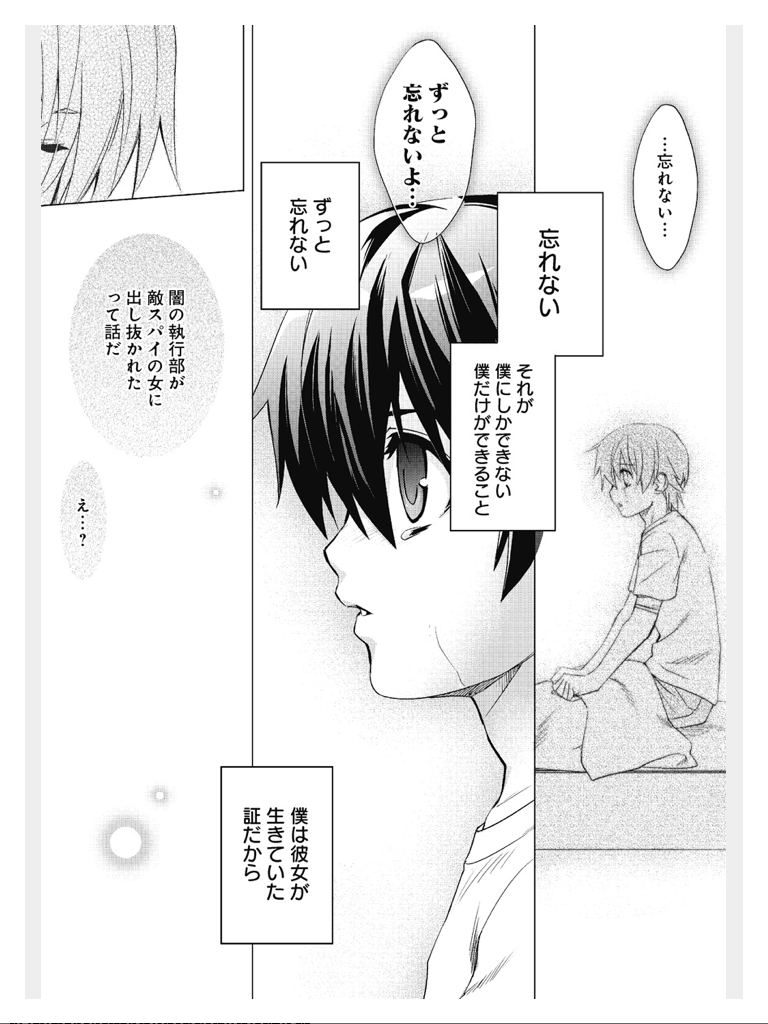 …忘れない…
忘れない
それが
僕にしかできない
僕だけができること
ずっと
忘れないよ…
ずっと
忘れない
僕は彼女が
生きていた
証だから
闇の執行部が
敵スパイの女に
出し抜かれた
って話だ
え…?